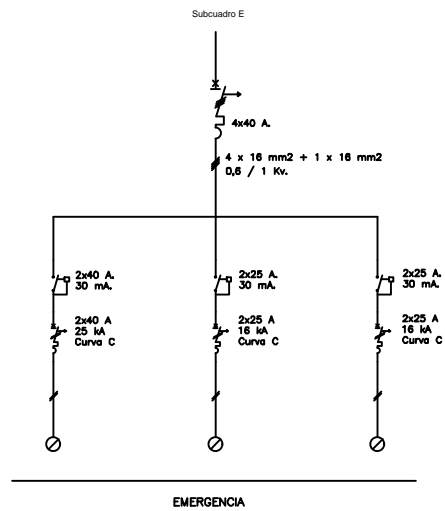 Subcuadro E
4x40 A.
4 x 16 mm2 + 1 x 16 mm2
0,6 / 1 Kv.
2x40 A.
30 mA.
2x25 A.
30 mA.
2x25 A.
30 mA.
2x40 A
25 kA
Curva C
2x25 A
16 kA
Curva C
2x25 A
16 kA
Curva C
EMERGENCIA